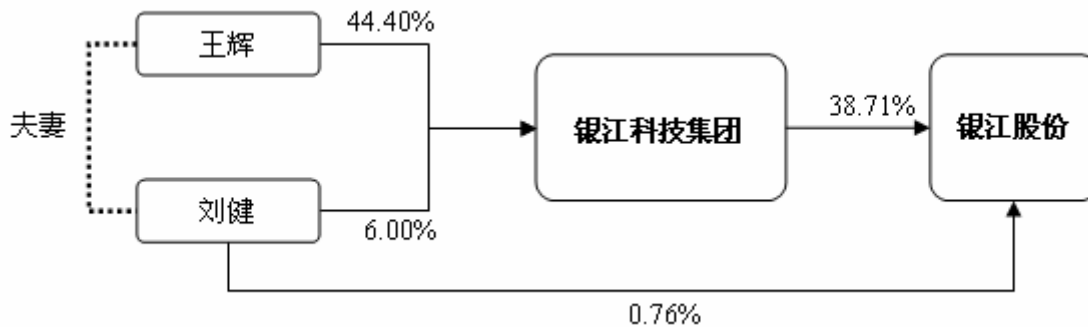 王辉
44.40%
夫妻
银江科技集团
38.71%
银江股份
刘健
6.00%
0.76%